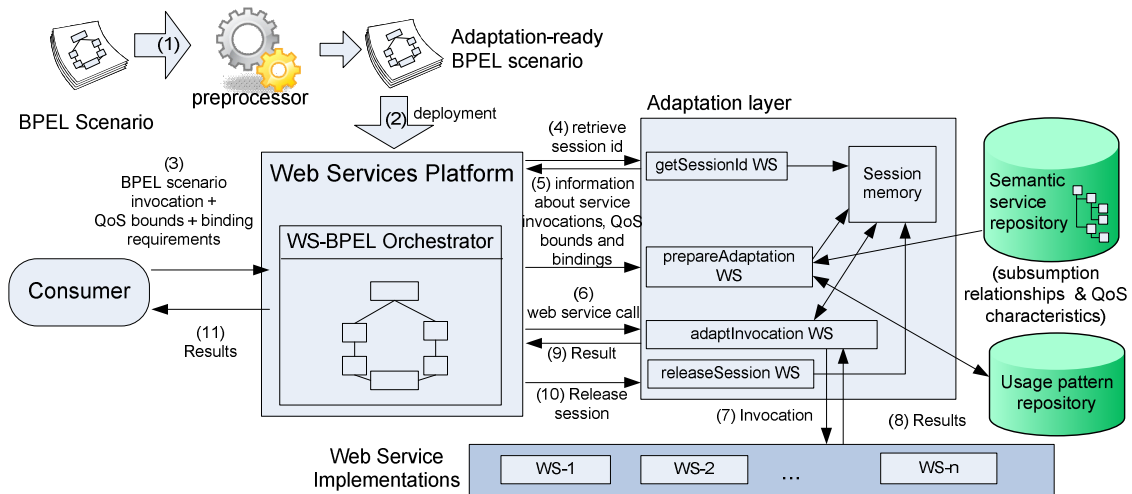 (1)
BPEL Scenario
preprocessor
Adaptation-ready
BPEL scenario
(2)
deployment
(3)
BPEL scenario
invocation +
QoS bounds + binding
requirements
Consumer
(11)
Results
Web Services Platform
WS-BPEL Orchestrator
(4) retrieve
session id
(5) information
about service
invocations, QoS
bounds and
bindings
(6)
web service call
(9) Result
(10) Release
session
Adaptation layer
getSessionId WS
Session
memory
prepareAdaptation
WS
adaptInvocation WS
releaseSession WS
(7) Invocation
(8) Results
Semantic
service
repository
(subsumption
relationships & QoS
characteristics)
Usage pattern
repository
Web Service
Implementations
WS-1
WS-2
...
WS-n